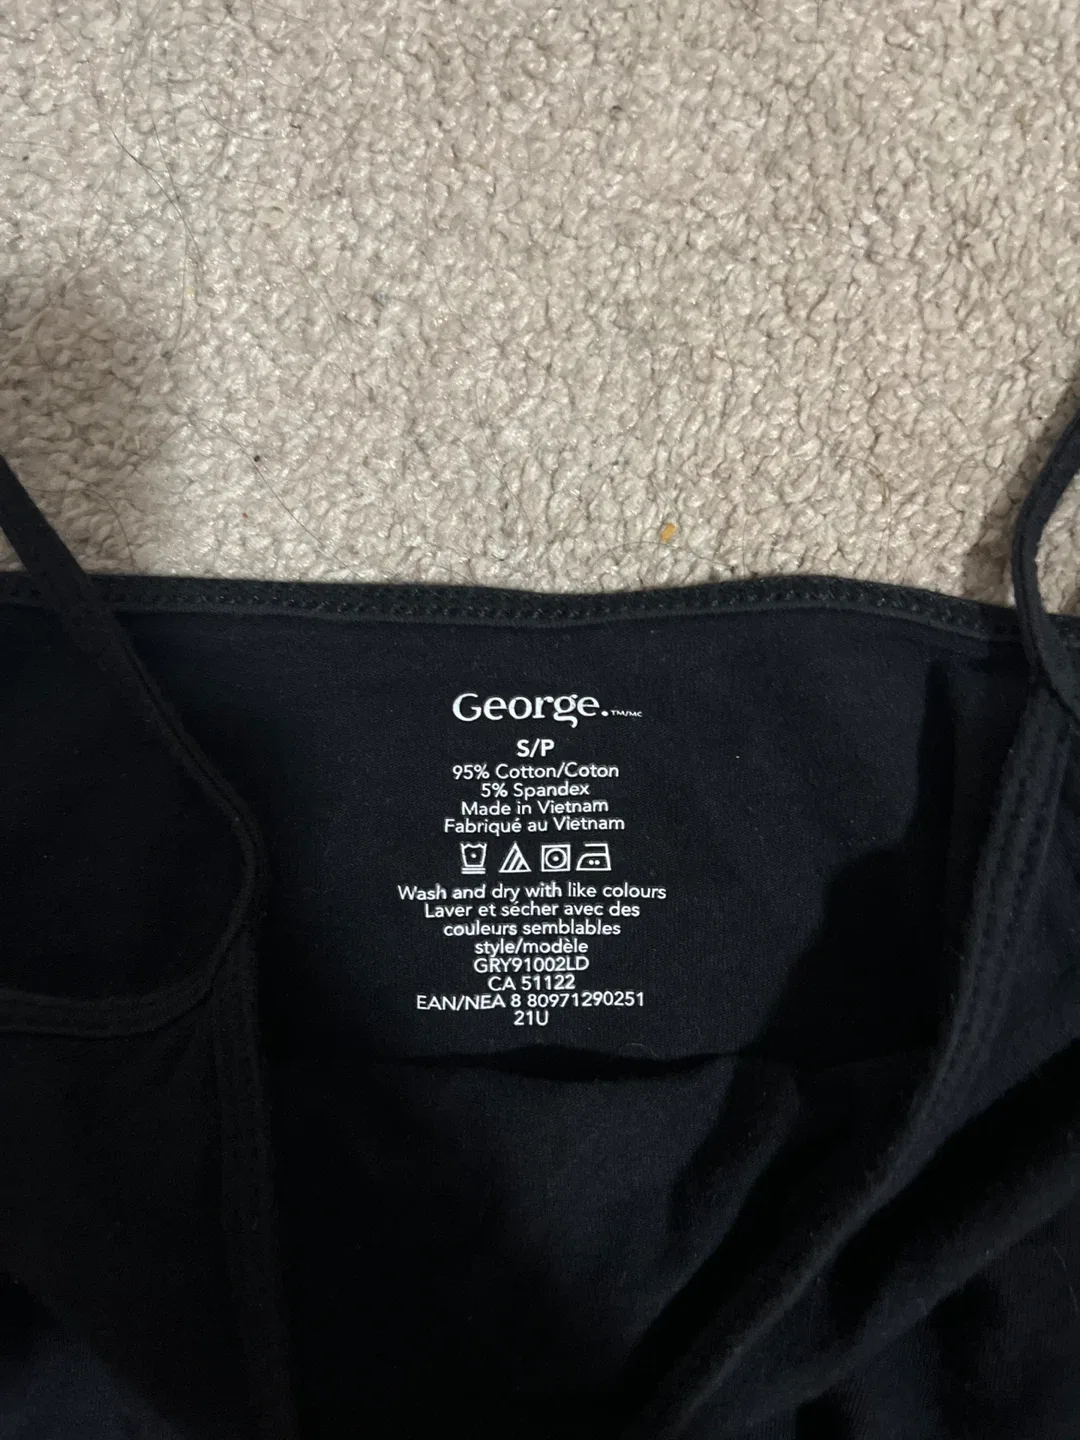 George.™/MC
S/P
95% Cotton/Coton
5% Spandex
Made in Vietnam
Fabriqué au Vietnam
Wash and dry with like colours
Laver et sécher avec des
couleurs semblables
style/modèle
GRY91002LD
CA 51122
EAN/NEA 8 80971290251
21U